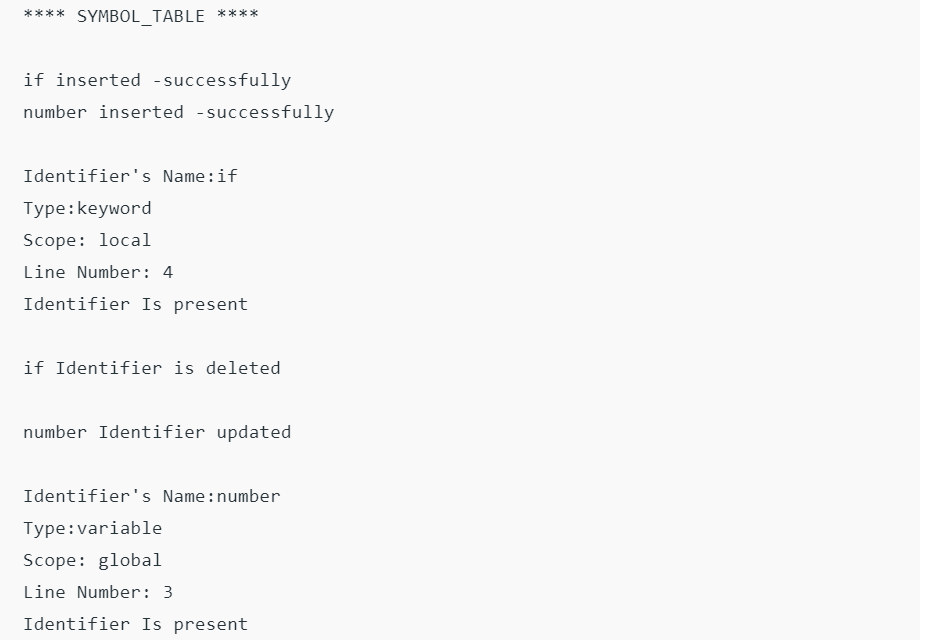 **** SYMBOL_TABLE ****
if inserted -successfully
number inserted -successfully
Identifier's Name:if
Type:keyword
Scope: local
Line Number: 4
Identifier Is present
if Identifier is deleted
number Identifier updated
Identifier's Name:number
Type:variable
Scope: global
Line Number: 3
Identifier Is present